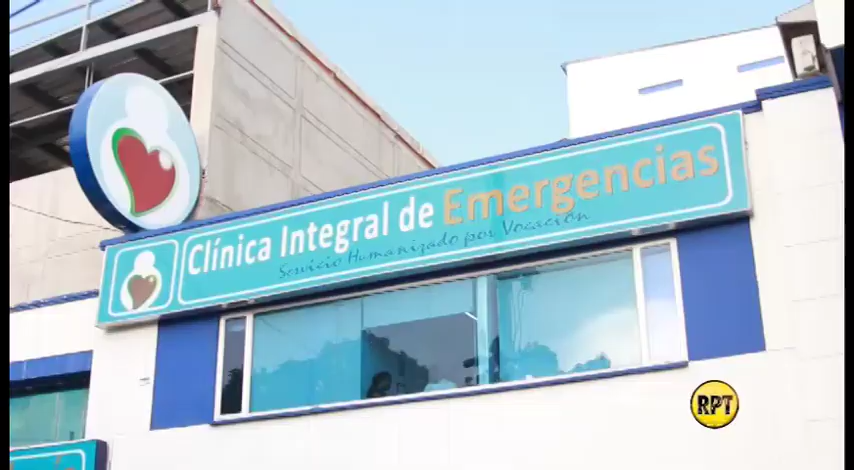 Clínica Integral de Emergencias
Servicio Humanizado por Vocación
RPT